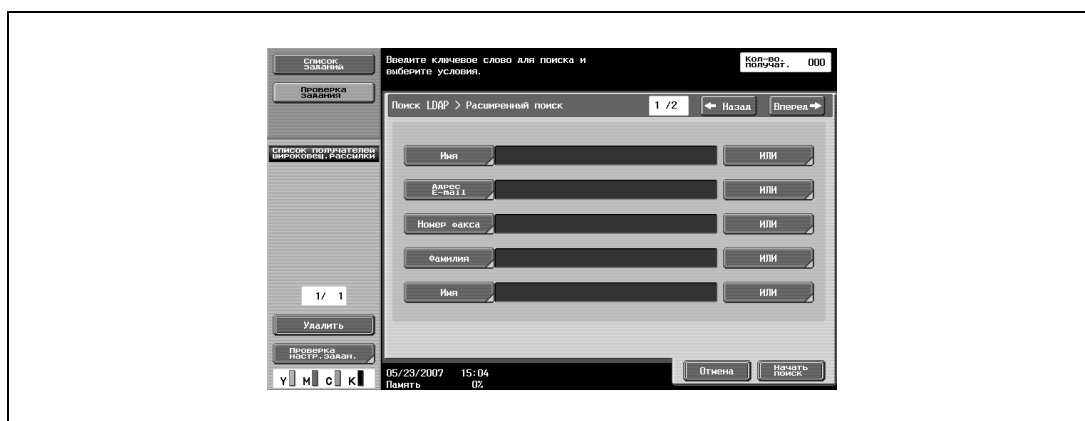 Список
заданий
Проверка
задания
Список получателей
широковещ.рассылки
1/ 1
Удалить
Проверка
настр.задан.
Y M C K
Введите ключевое слово для поиска и
выберите условия.
Кол-во.
получат. 000
Поиск LDAP > Расширенный поиск 1 /2 Назад Вперед
Имя ИЛИ
Адрес
E-mail ИЛИ
Номер факса ИЛИ
Фамилия ИЛИ
Имя ИЛИ
05/23/2007 15:04
Память 0%
Отмена
Начать
поиск